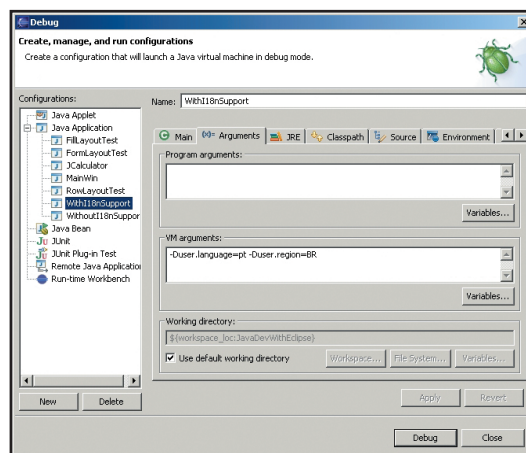 Debug
Create, manage, and run configurations
Create a configuration that will launch a Java virtual machine in debug mode.
Configurations:
Java Applet
Java Application
FillLayoutTest
FormLayoutTest
JCalculator
MainWin
RowLayoutTest
WithI18nSupport
WithoutI18nSuppor
Java Bean
JUnit
JUnit Plug-in Test
Remote Java Applicatio
Run-time Workbench
New Delete
Name: WithI18nSupport
Main Arguments JRE Classpath Source Environment
Program arguments:
Variables...
VM arguments:
-Duser.language=pt -Duser.region=BR
Variables...
Working directory:
${workspace_loc:JavaDevWithEclipse}
Use default working directory Workspace... File System... Variables...
Apply Revert
Debug Close